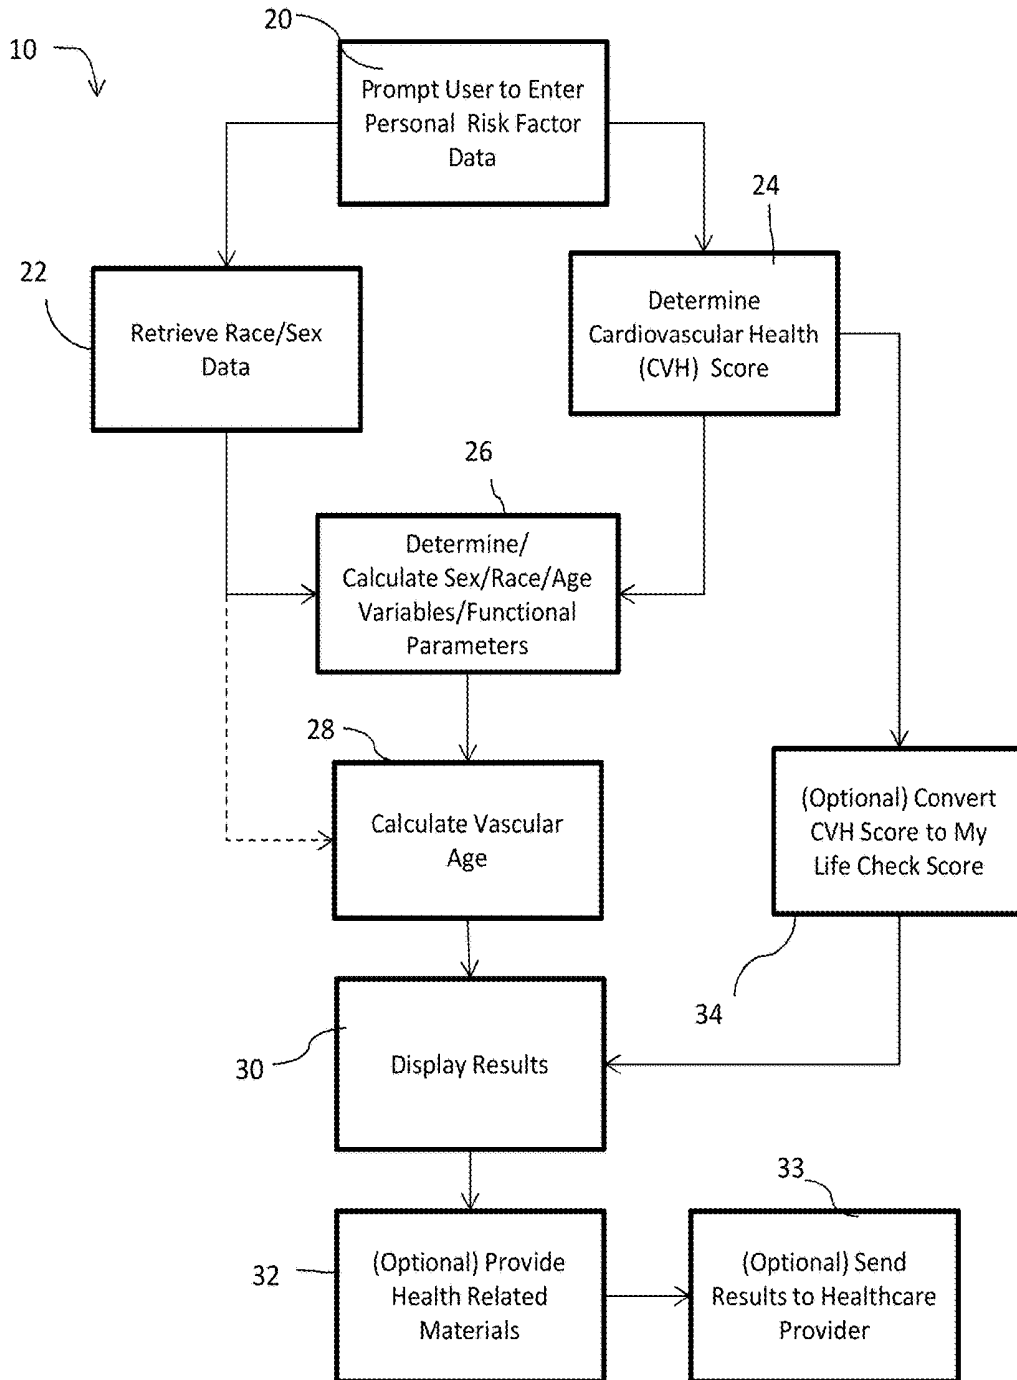 20
10
Prompt User to Enter
Personal Risk Factor
Data
24
22
Determine
Cardiovascular Health
(CVH) Score
Retrieve Race/Sex
Data
26
Determine/
Calculate Sex/Race/Age
Variables/Functional
Parameters
28
Calculate Vascular
Age
(Optional) Convert
CVH Score to My
Life Check Score
34
30
Display Results
33
32
(Optional) Provide
Health Related
Materials
(Optional) Send
Results to Healthcare
Provider